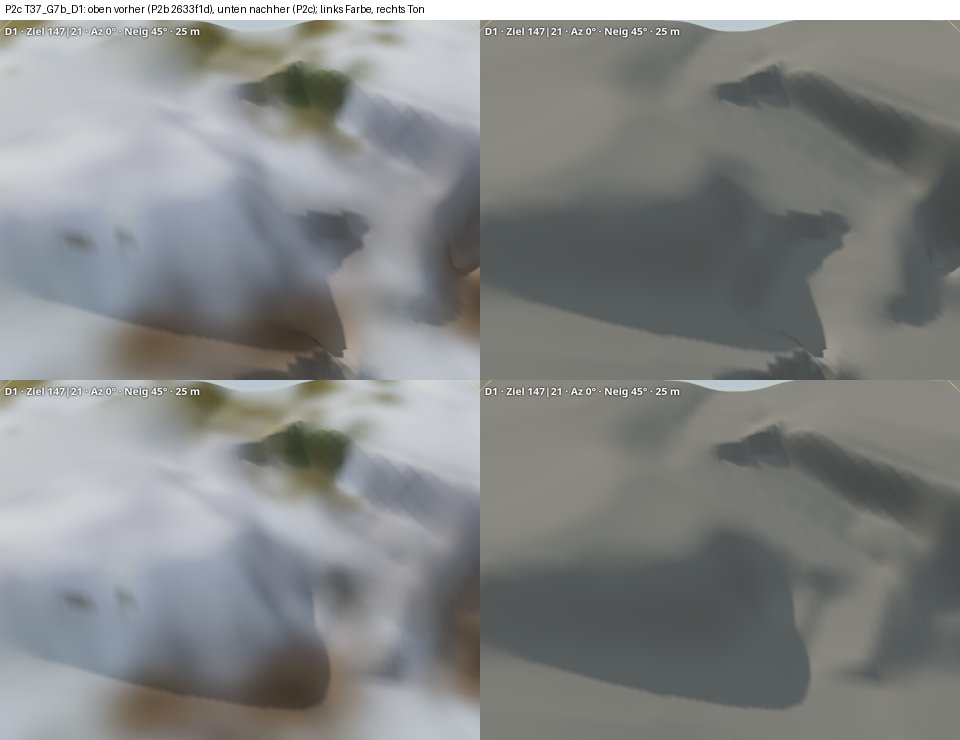 P2c T37_G7b_D1: oben vorher (P2b 2633f1d), unten nachher (P2c); links Farbe, rechts Ton
D1 · Ziel 147|21 · Az 0° · Neig 45° · 25 m
D1 · Ziel 147|21 · Az 0° · Neig 45° · 25 m
D1 · Ziel 147|21 · Az 0° · Neig 45° · 25 m
D1 · Ziel 147|21 · Az 0° · Neig 45° · 25 m